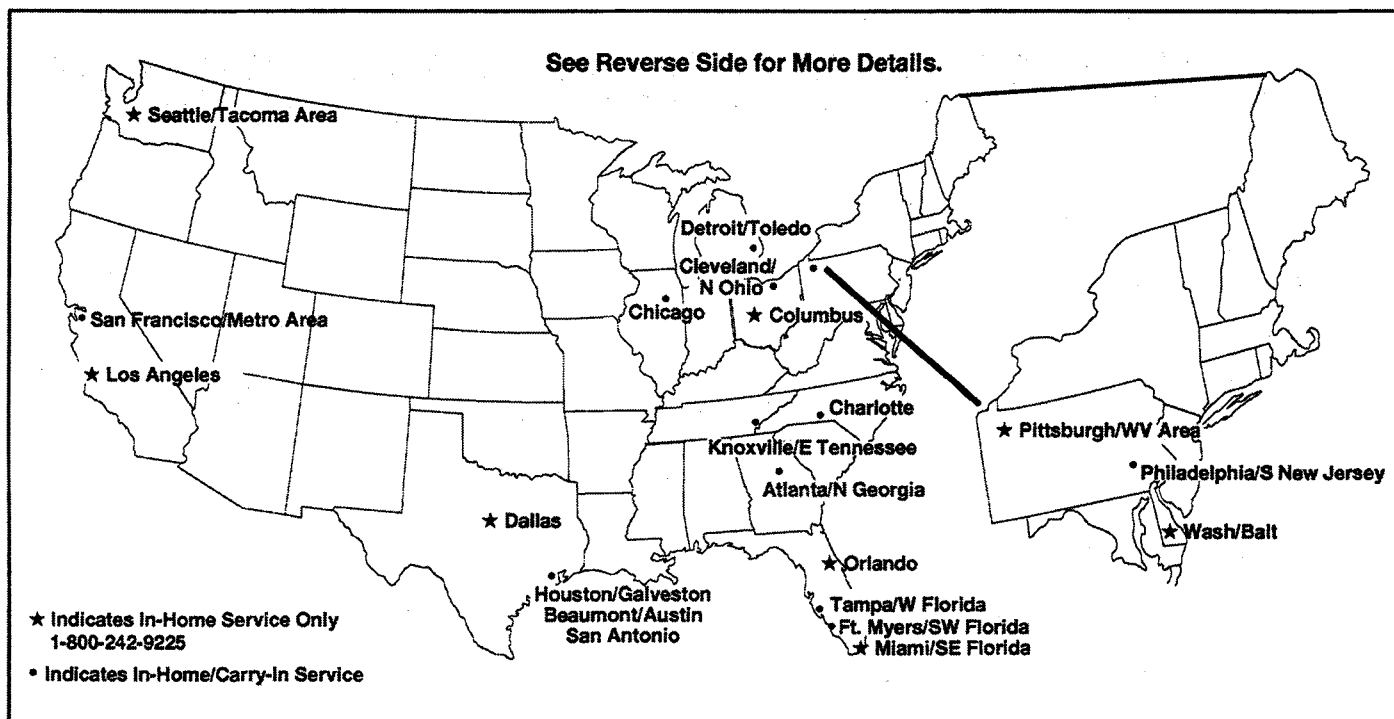 See Reverse Side for More Details.
★ Seattle/Tacoma Area
Detroit/Toledo
Cleveland/
N Ohio
Chicago
★ Columbus
San Francisco/Metro Area
★ Los Angeles
Charlotte
Knoxville/E Tennessee
Atlanta/N Georgia
★ Pittsburgh/WV Area
Philadelphia/S New Jersey
★ Wash/Balt
★ Dallas
★ Orlando
Houston/Galveston
Beaumont/Austin
San Antonio
Tampa/W Florida
Ft. Myers/SW Florida
★ Miami/SE Florida
★ Indicates In-Home Service Only
1-800-242-9225
• Indicates In-Home/Carry-In Service